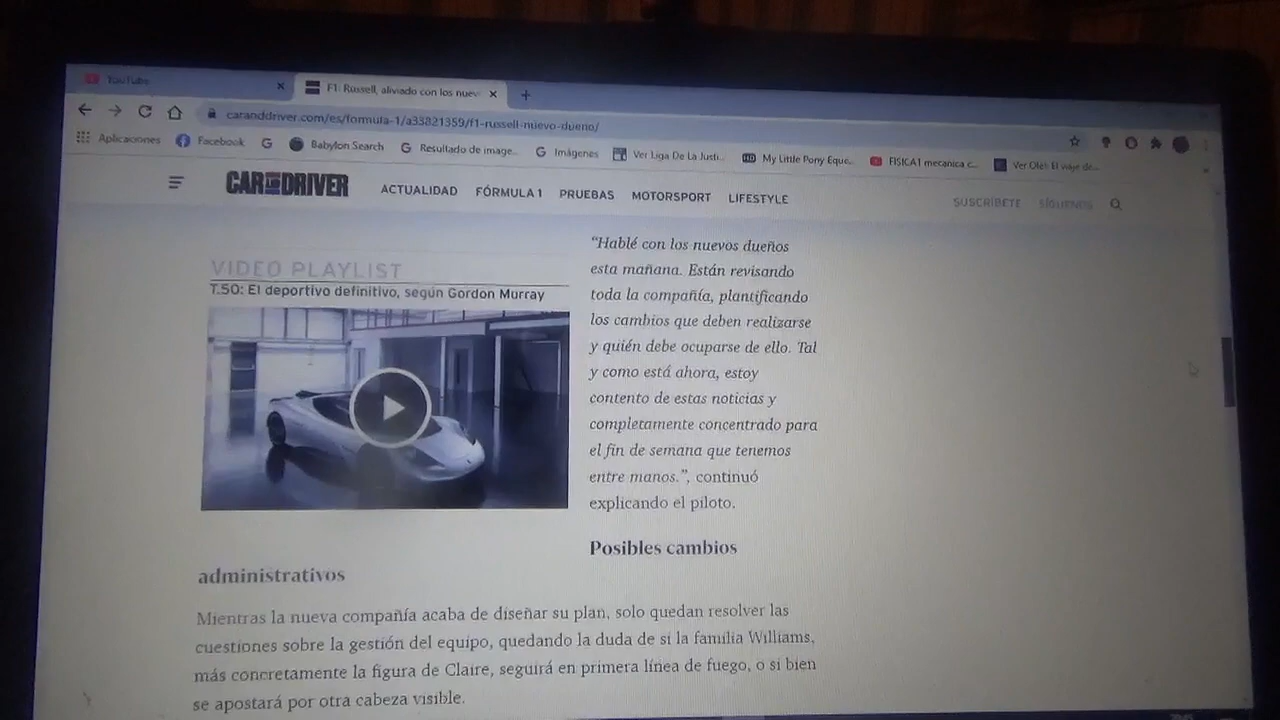 YouTube
F1: Russell, aliviado con los nuev
caranddriver.com/es/formula-1/a33821359/f1-russell-nuevo-dueno/
Aplicaciones Facebook Babylon Search Resultado de image... Imágenes Ver Liga De La Justi... My Little Pony Eque... FISICA1 mecanica c... Ver Olé! El viaje de...
CAR AND DRIVER ACTUALIDAD FÓRMULA 1 PRUEBAS MOTORSPORT LIFESTYLE SUSCRÍBETE SÍGUENOS
VIDEO PLAYLIST
T.50: El deportivo definitivo, según Gordon Murray
“Hablé con los nuevos dueños
esta mañana. Están revisando
toda la compañía, plantificando
los cambios que deben realizarse
y quién debe ocuparse de ello. Tal
y como está ahora, estoy
contento de estas noticias y
completamente concentrado para
el fin de semana que tenemos
entre manos.”, continuó
explicando el piloto.
Posibles cambios
administrativos
Mientras la nueva compañía acaba de diseñar su plan, solo quedan resolver las
cuestiones sobre la gestión del equipo, quedando la duda de si la familia Williams,
más concretamente la figura de Claire, seguirá en primera línea de fuego, o si bien
se apostará por otra cabeza visible.